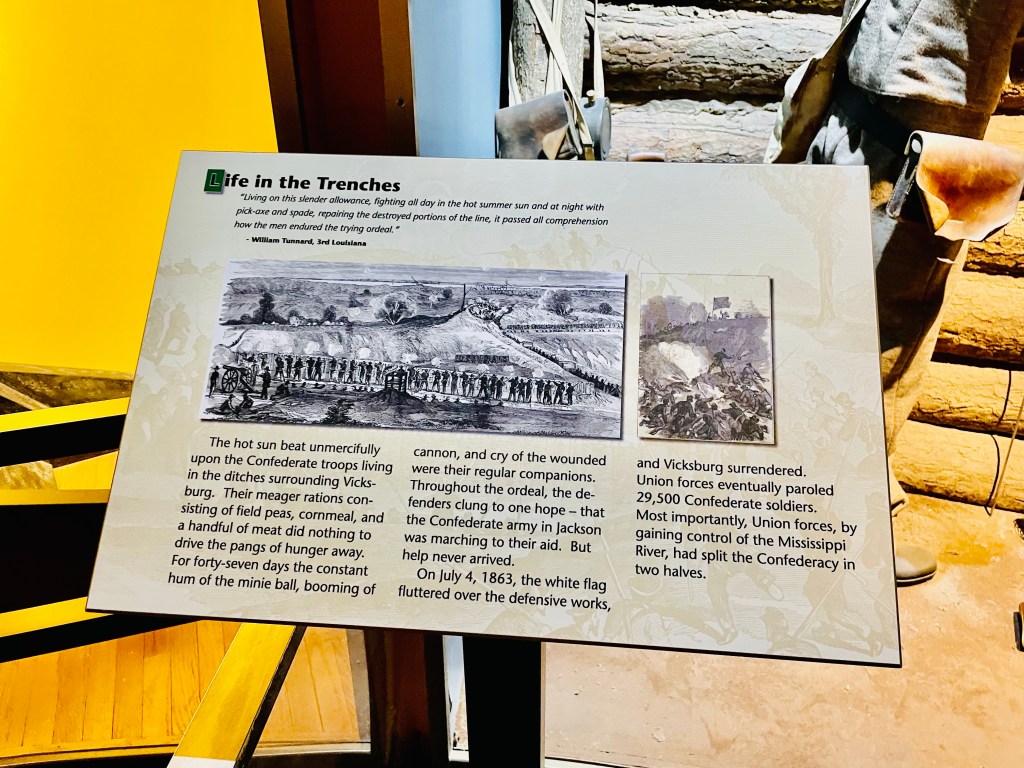 Life in the Trenches
"Living on this slender allowance, fighting all day in the hot summer sun and at night with
pick-axe and spade, repairing the destroyed portions of the line, it passed all comprehension
how the men endured the trying ordeal."
- William Tunnard, 3rd Louisiana
The hot sun beat unmercifully
upon the Confederate troops living
in the ditches surrounding Vicks-
burg. Their meager rations con-
sisting of field peas, cornmeal, and
a handful of meat did nothing to
drive the pangs of hunger away.
For forty-seven days the constant
hum of the minie ball, booming of
cannon, and cry of the wounded
were their regular companions.
Throughout the ordeal, the de-
fenders clung to one hope – that
the Confederate army in Jackson
was marching to their aid. But
help never arrived.
On July 4, 1863, the white flag
fluttered over the defensive works,
and Vicksburg surrendered.
Union forces eventually paroled
29,500 Confederate soldiers.
Most importantly, Union forces, by
gaining control of the Mississippi
River, had split the Confederacy in
two halves.